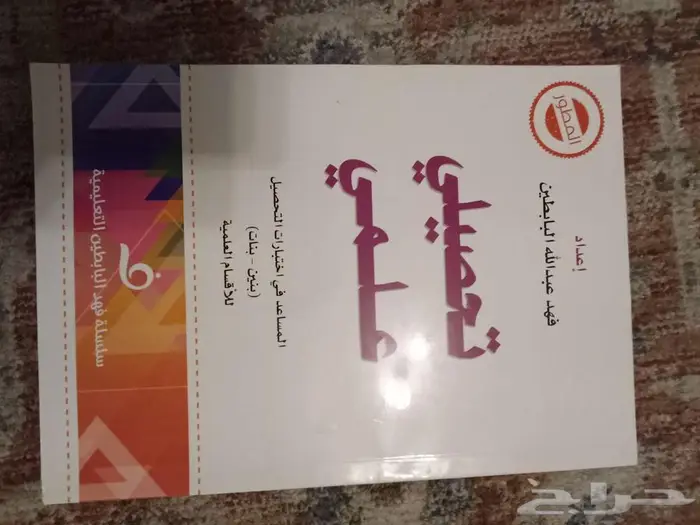 المطور
إعداد
فهد عبدالله البابطين
تحصيلي
علمي
المساعد في اختبارات التحصيل
(بنين - بنات)
للأقسام العلمية
سلسلة فهد البابطين التعليمية
حراج